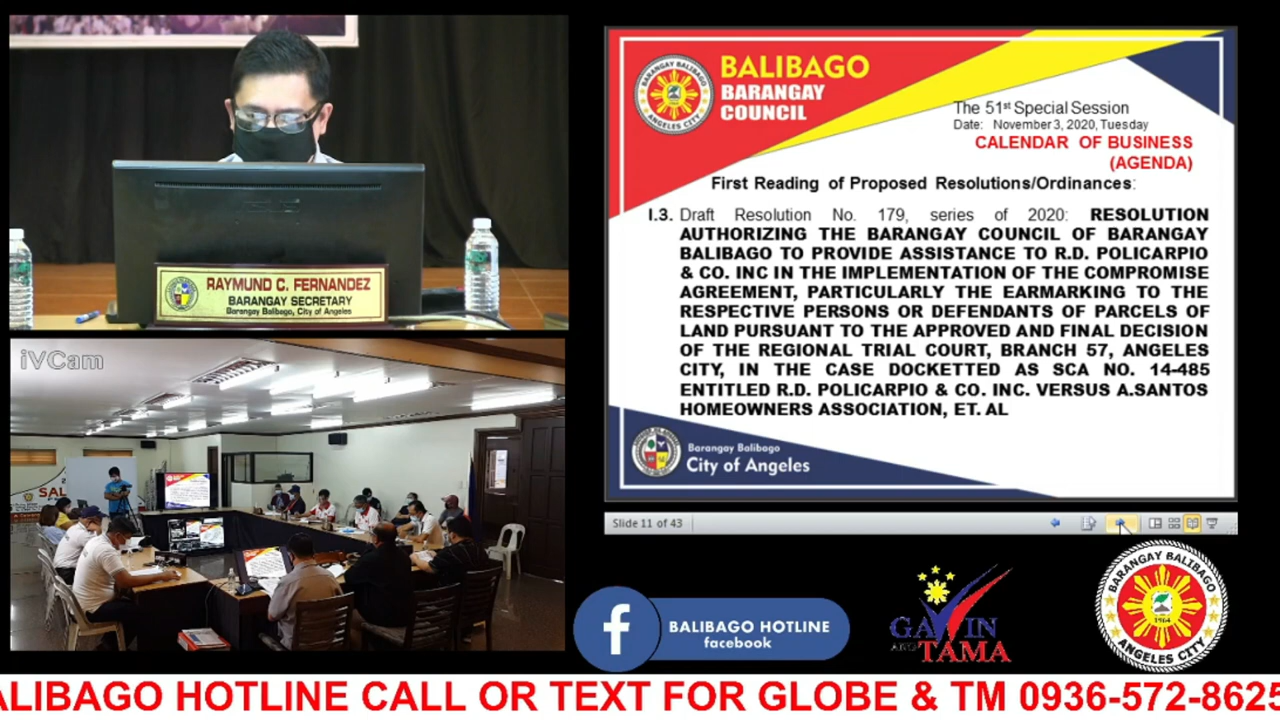 RAYMUND C. FERNANDEZ
BARANGAY SECRETARY
Barangay Balibago, City of Angeles
iVCam
SAL
BARANGAY BALIBAGO
ANGELES CITY
BALIBAGO
BARANGAY
COUNCIL
The 51st Special Session
Date: November 3, 2020, Tuesday
CALENDAR OF BUSINESS
(AGENDA)
First Reading of Proposed Resolutions/Ordinances:
I.3. Draft Resolution No. 179, series of 2020: RESOLUTION
AUTHORIZING THE BARANGAY COUNCIL OF BARANGAY
BALIBAGO TO PROVIDE ASSISTANCE TO R.D. POLICARPIO
& CO. INC IN THE IMPLEMENTATION OF THE COMPROMISE
AGREEMENT, PARTICULARLY THE EARMARKING TO THE
RESPECTIVE PERSONS OR DEFENDANTS OF PARCELS OF
LAND PURSUANT TO THE APPROVED AND FINAL DECISION
OF THE REGIONAL TRIAL COURT, BRANCH 57, ANGELES
CITY, IN THE CASE DOCKETTED AS SCA NO. 14-485
ENTITLED R.D. POLICARPIO & CO. INC. VERSUS A.SANTOS
HOMEOWNERS ASSOCIATION, ET. AL
Barangay Balibago
City of Angeles
Slide 11 of 43
f
BALIBAGO HOTLINE
facebook
GAWIN
ANG
TAMA
BARANGAY BALIBAGO
1964
ANGELES CITY
ALIBAGO HOTLINE CALL OR TEXT FOR GLOBE & TM 0936-572-8625